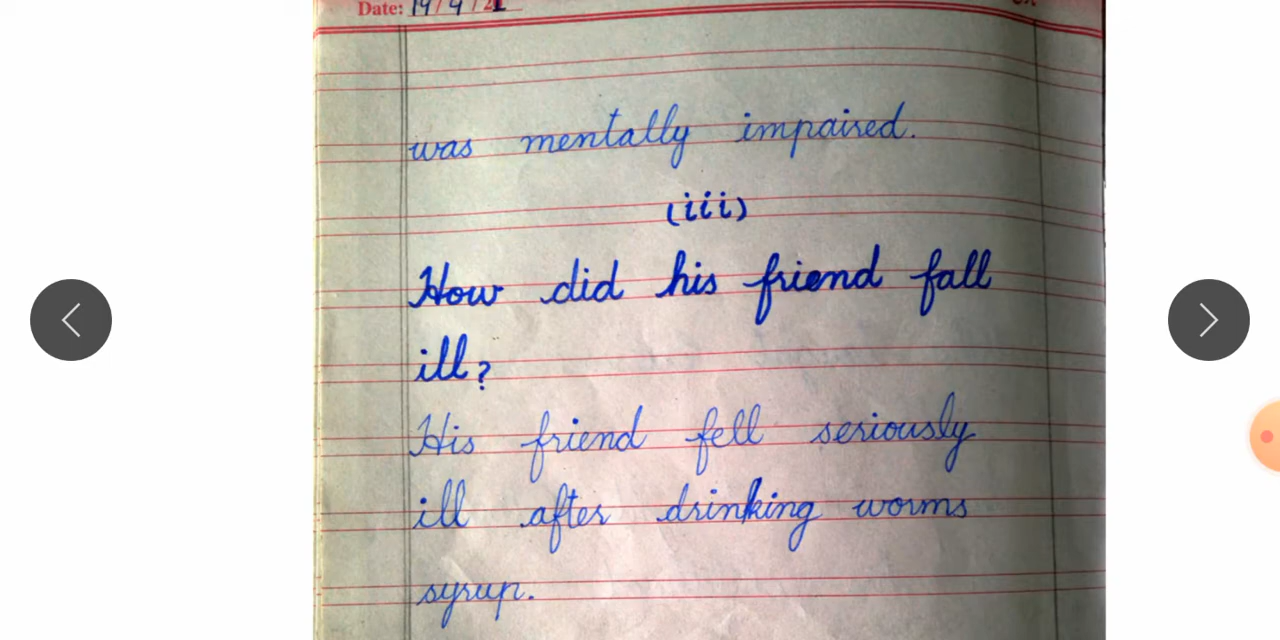 Date: 19/4/21
was mentally impaired.
(iii)
How did his friend fall
ill?
His friend fell seriously
ill after drinking worms
syrup.